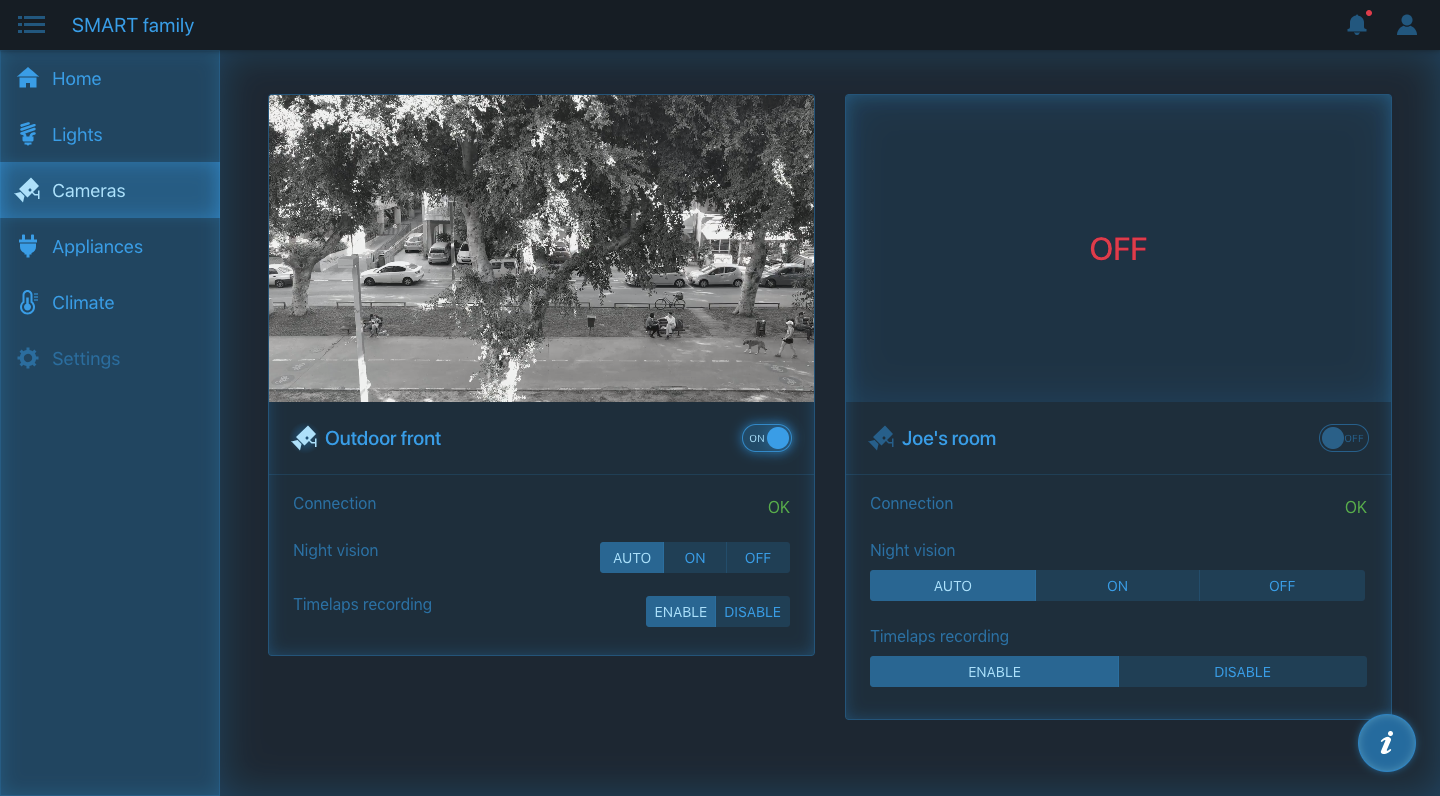 SMART family
Home
Lights
Cameras
Appliances
Climate
Settings
OFF
Outdoor front
ON
Joe's room
OFF
Connection
OK
Night vision
AUTO ON OFF
Timelaps recording
ENABLE DISABLE
Connection
OK
Night vision
AUTO ON OFF
Timelaps recording
ENABLE DISABLE
i